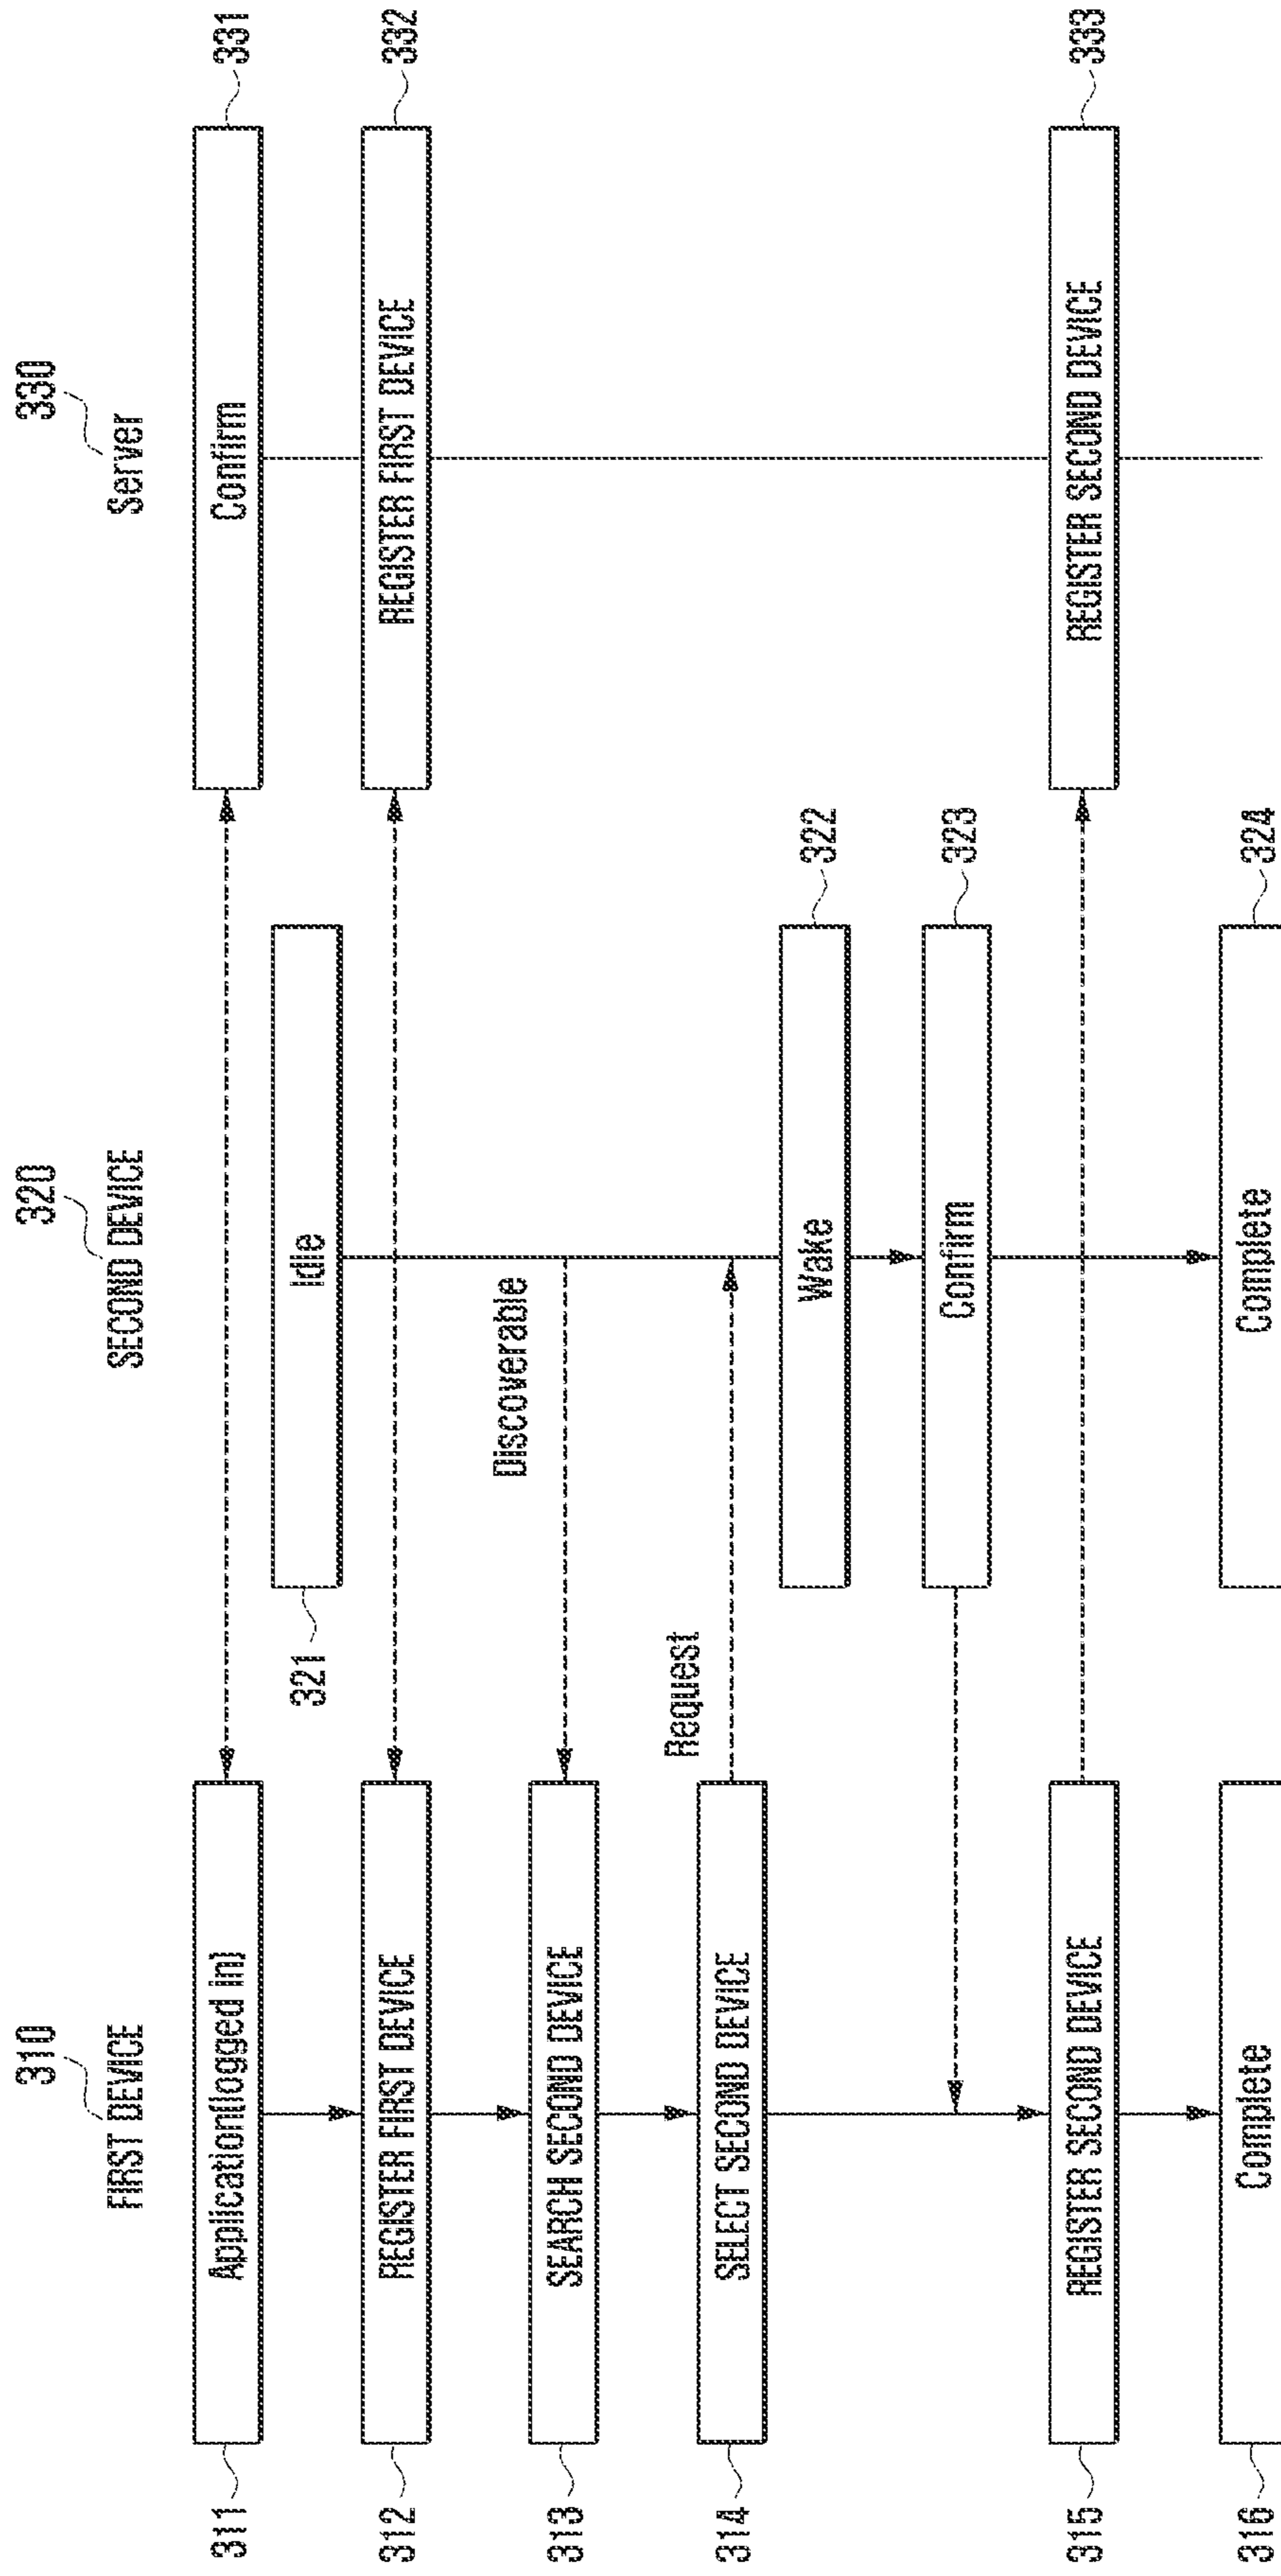 310
320
330
FIRST DEVICE
SECOND DEVICE
Server
311
Application(logged in)
Confirm
331
321
Idle
312
REGISTER FIRST DEVICE
REGISTER FIRST DEVICE
332
Discoverable
313
SEARCH SECOND DEVICE
Request
314
SELECT SECOND DEVICE
Wake
322
Confirm
323
315
REGISTER SECOND DEVICE
REGISTER SECOND DEVICE
333
316
Complete
Complete
324